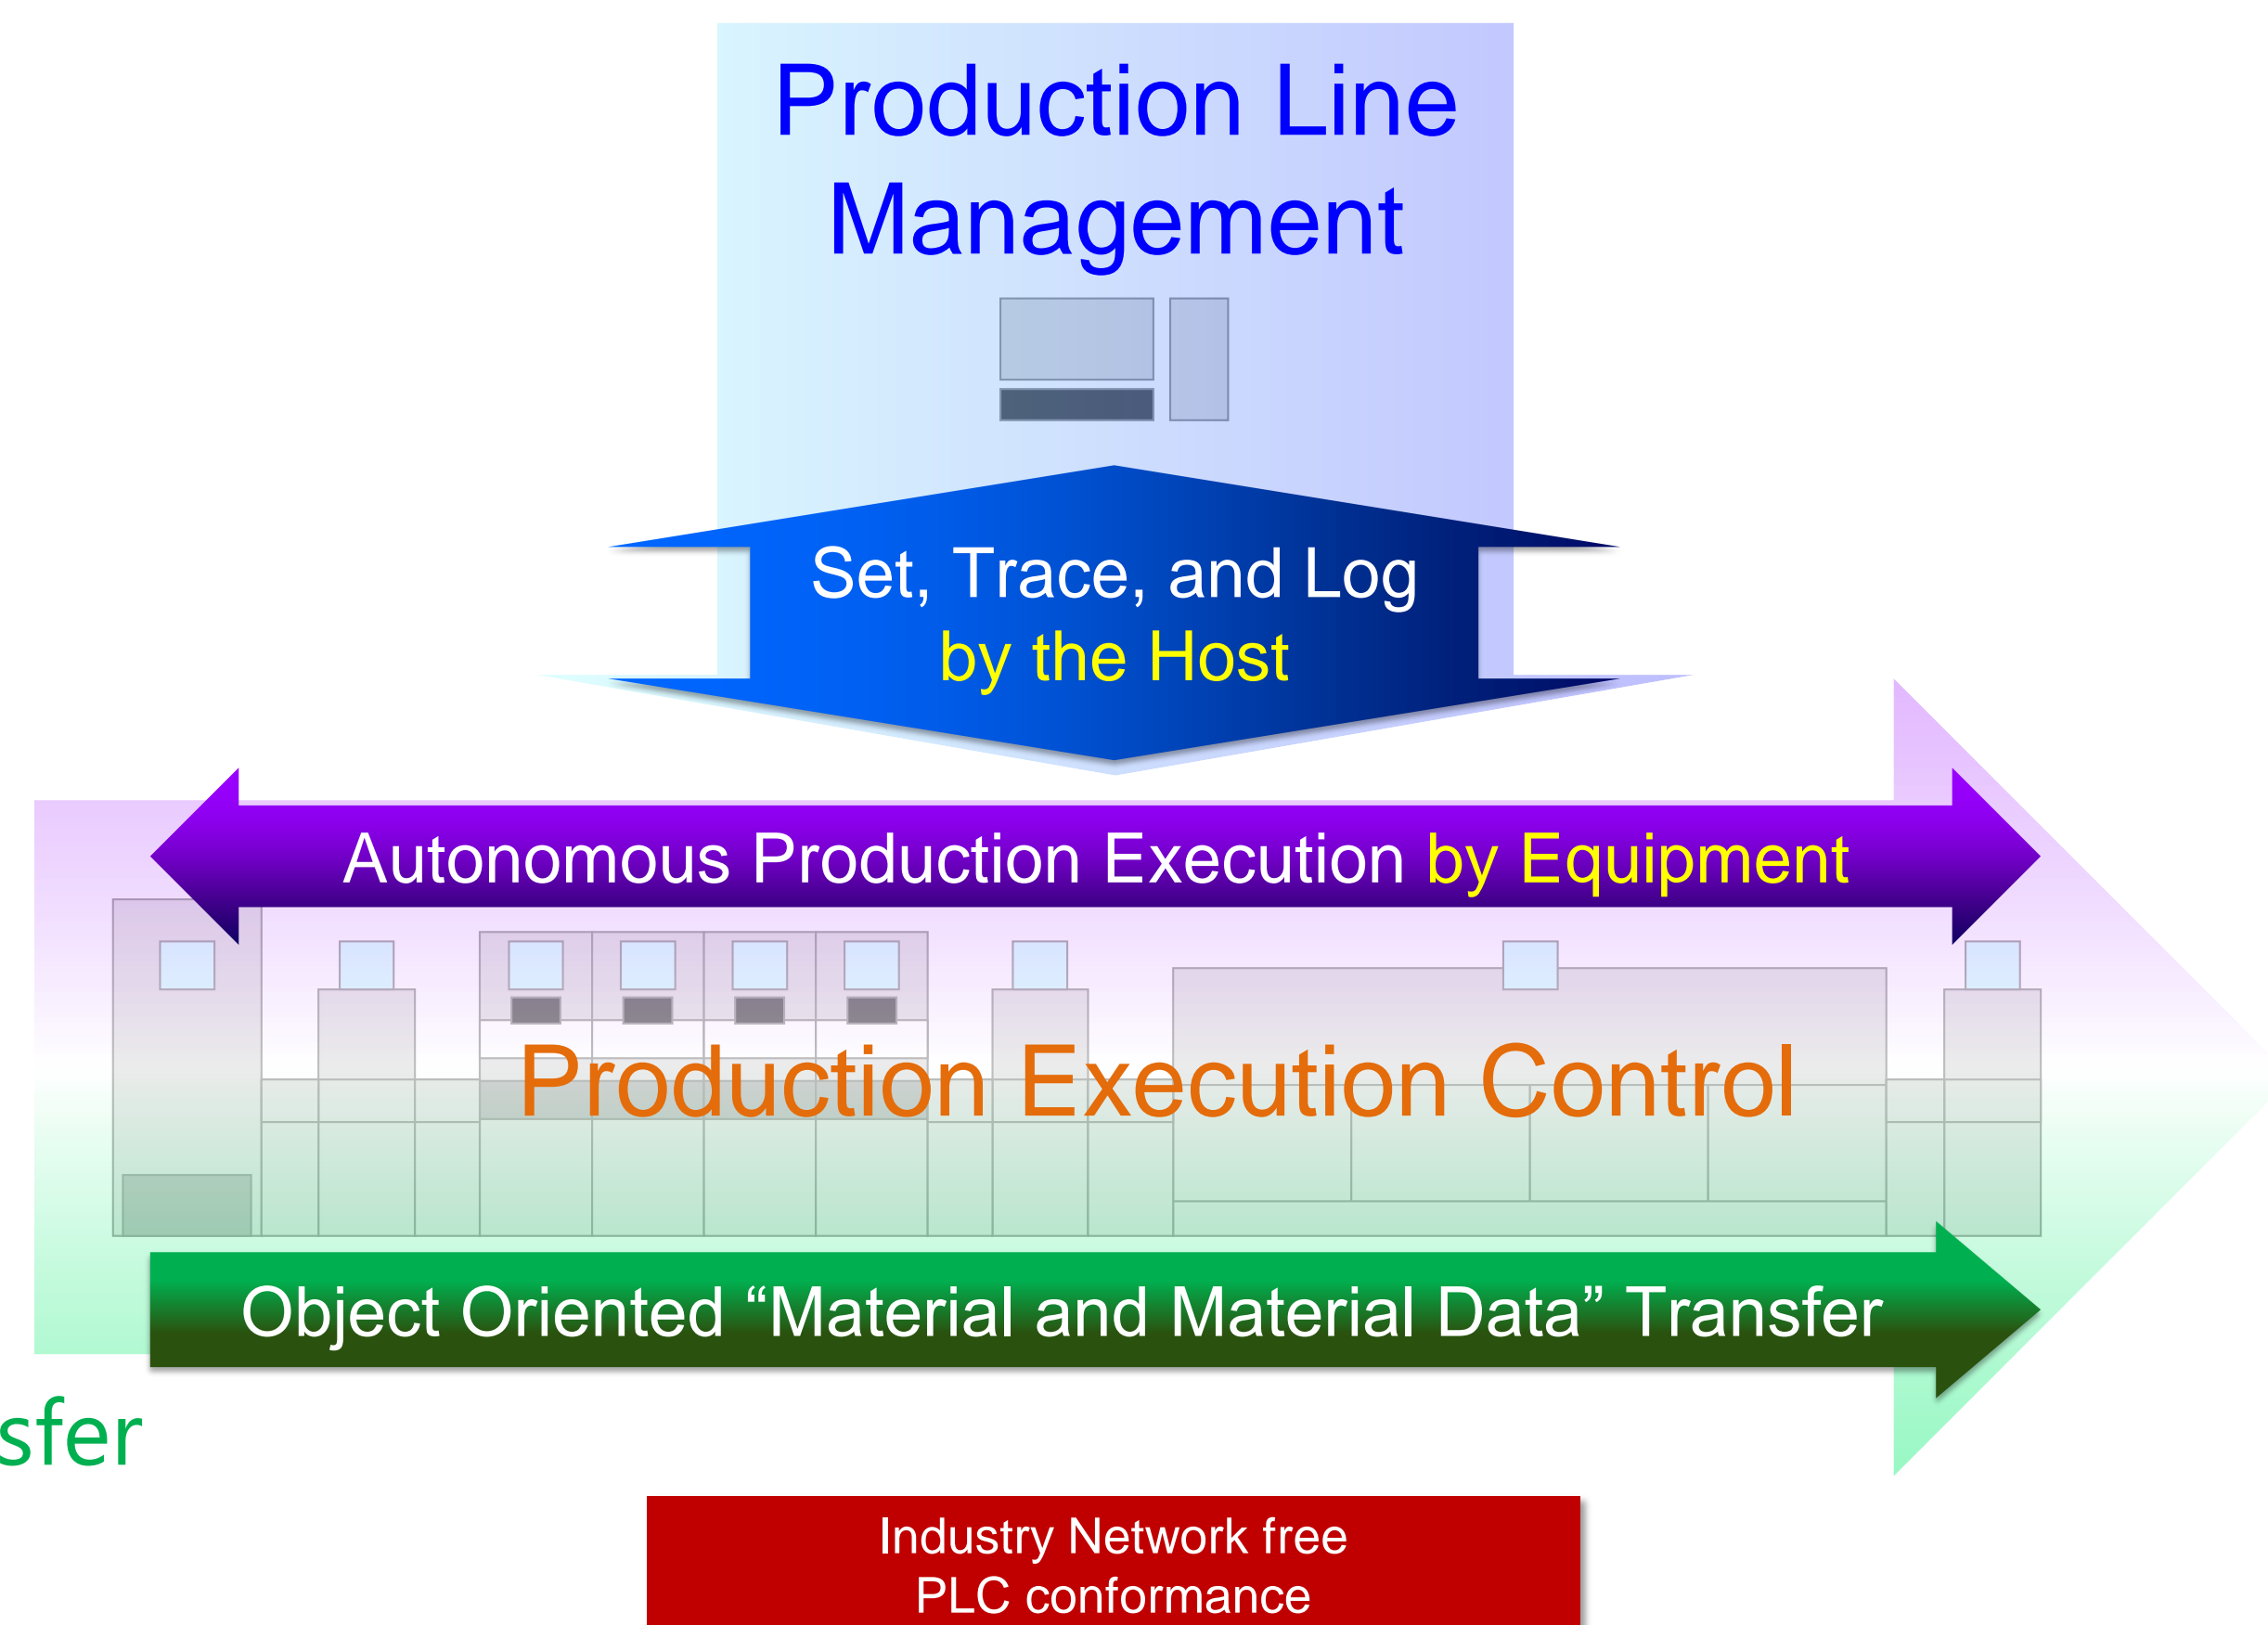 Production Line
Management
Set, Trace, and Log
by the Host
Autonomous Production Execution by Equipment
Production Execution Control
Object Oriented “Material and Material Data” Transfer
sfer
Industry Network free
PLC conformance